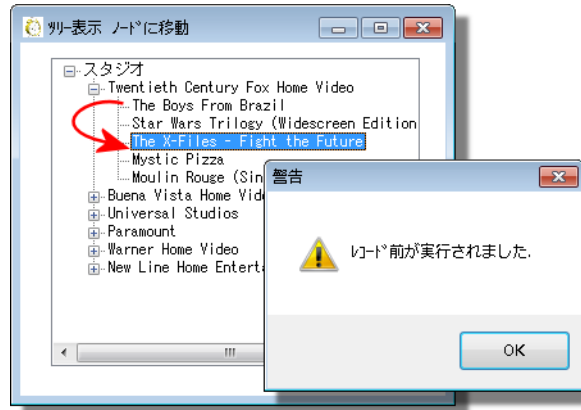 ﾂﾘｰ表示 ﾉｰﾄﾞに移動
スタジオ
Twentieth Century Fox Home Video
The Boys From Brazil
Star Wars Trilogy (Widescreen Edition
The X-Files - Fight the Future
Mystic Pizza
Moulin Rouge (Sin
Buena Vista Home Vid
Universal Studios
Paramount
Warner Home Video
New Line Home Enterta
警告
ﾚｺｰﾄﾞ前が実行されました.
OK